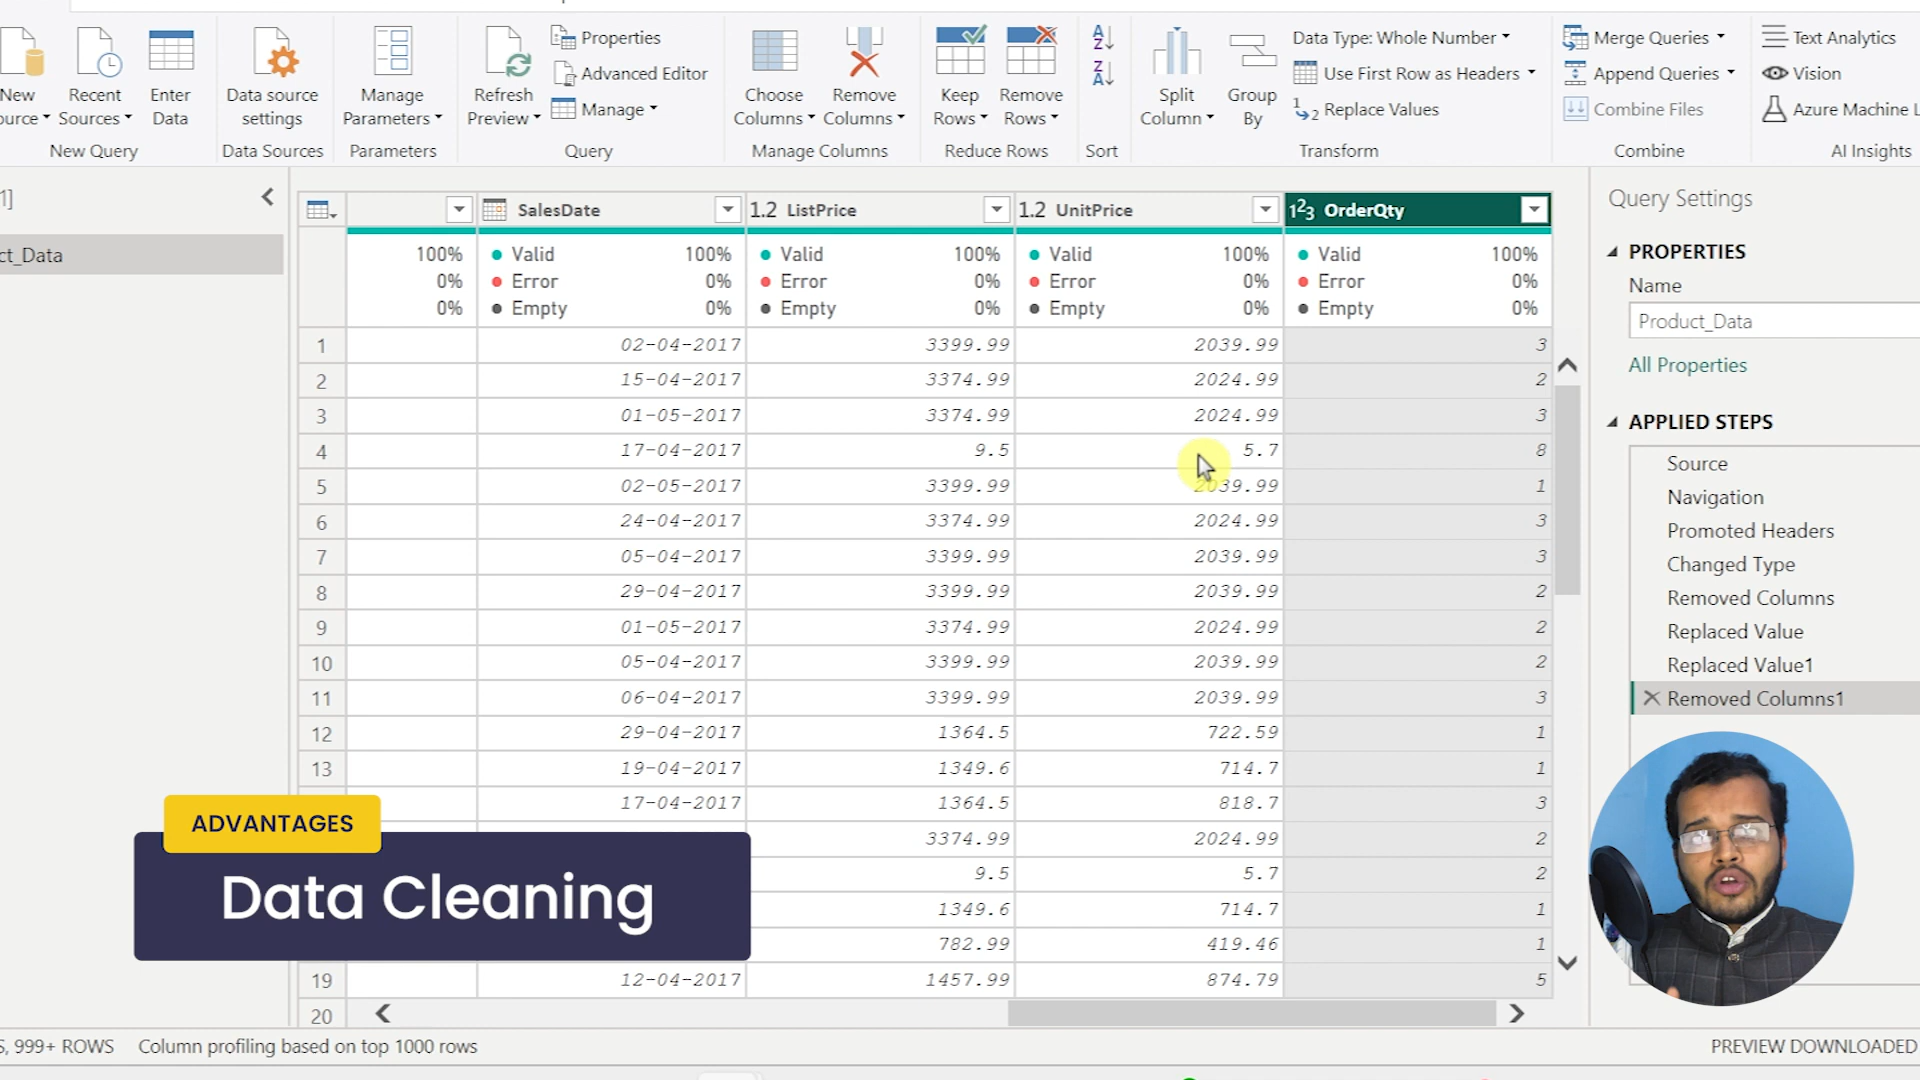 New
ource
Recent
Sources
Enter
Data
New Query
Data source
settings
Data Sources
Manage
Parameters
Parameters
Refresh
Preview
Properties
Advanced Editor
Manage
Query
Choose
Columns
Remove
Columns
Manage Columns
Keep
Rows
Remove
Rows
Reduce Rows
A
Z
Z
A
Sort
Split
Column
Group
By
Data Type: Whole Number
Use First Row as Headers
1 2 Replace Values
Transform
Merge Queries
Append Queries
Combine Files
Combine
Text Analytics
Vision
Azure Machine L
AI Insights
1]
ct_Data
SalesDate 1.2 ListPrice 1.2 UnitPrice 123 OrderQty
100% Valid 100% Valid 100% Valid 100% Valid 100%
0% Error 0% Error 0% Error 0% Error 0%
0% Empty 0% Empty 0% Empty 0% Empty 0%
1 02-04-2017 3399.99 2039.99 3
2 15-04-2017 3374.99 2024.99 2
3 01-05-2017 3374.99 2024.99 3
4 17-04-2017 9.5 5.7 8
5 02-05-2017 3399.99 2039.99 1
6 24-04-2017 3374.99 2024.99 3
7 05-04-2017 3399.99 2039.99 3
8 29-04-2017 3399.99 2039.99 2
9 01-05-2017 3374.99 2024.99 2
10 05-04-2017 3399.99 2039.99 2
11 06-04-2017 3399.99 2039.99 3
12 29-04-2017 1364.5 722.59 1
13 19-04-2017 1349.6 714.7 1
17-04-2017 1364.5 818.7 3
3374.99 2024.99 2
9.5 5.7 2
1349.6 714.7 1
782.99 419.46 1
19 12-04-2017 1457.99 874.79 5
20
ADVANTAGES
Data Cleaning
Query Settings
PROPERTIES
Name
Product_Data
All Properties
APPLIED STEPS
Source
Navigation
Promoted Headers
Changed Type
Removed Columns
Replaced Value
Replaced Value1
Removed Columns1
S, 999+ ROWS Column profiling based on top 1000 rows
PREVIEW DOWNLOADED